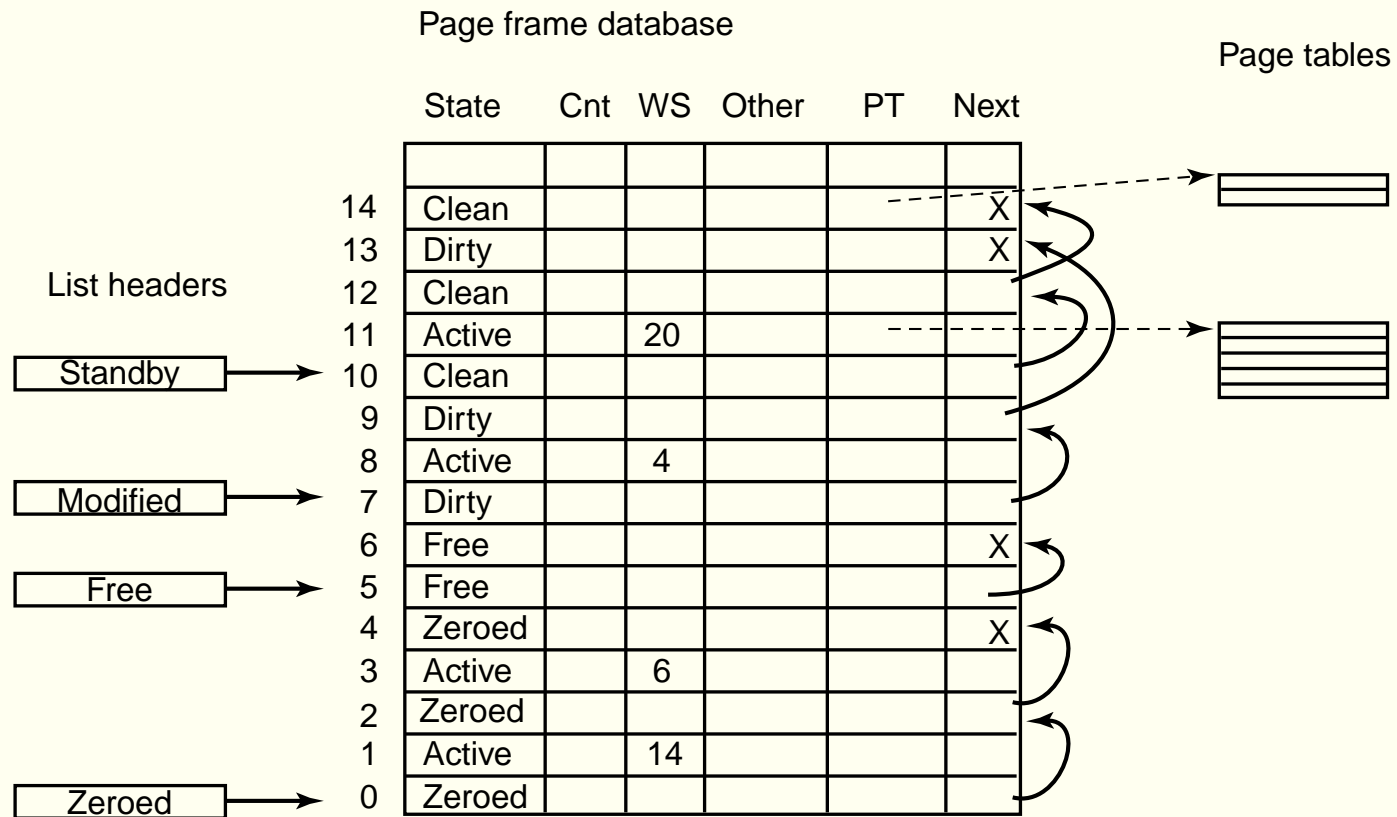 Page frame database
Page tables
State Cnt WS Other PT Next
14 Clean X
13 Dirty X
List headers
12 Clean
11 Active 20
Standby
10 Clean
9 Dirty
8 Active 4
Modified
7 Dirty
6 Free X
Free
5 Free
4 Zeroed X
3 Active 6
2 Zeroed
1 Active 14
Zeroed
0 Zeroed